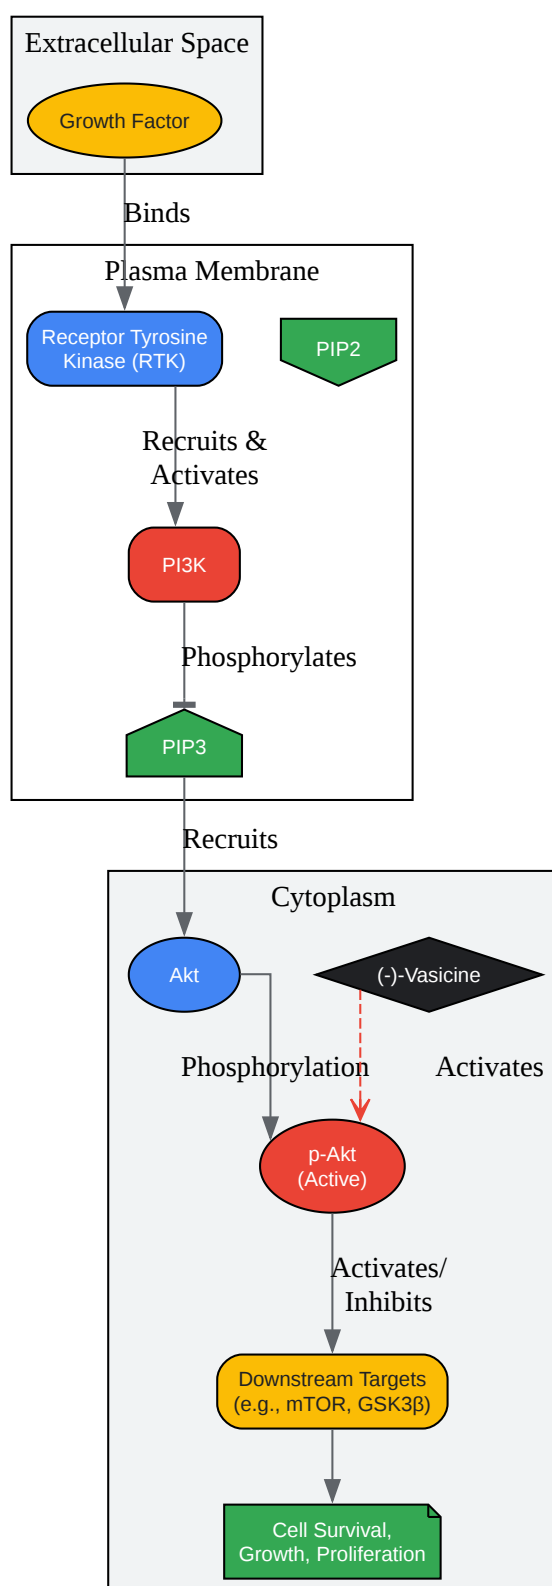 Extracellular Space
Growth Factor
Binds
Plasma Membrane
Receptor Tyrosine
Kinase (RTK)
PIP2
Recruits &
Activates
PI3K
Phosphorylates
PIP3
Recruits
Cytoplasm
Akt
(-)-Vasicine
Phosphorylation
Activates
p-Akt
(Active)
Activates/
Inhibits
Downstream Targets
(e.g., mTOR, GSK3β)
Cell Survival,
Growth, Proliferation